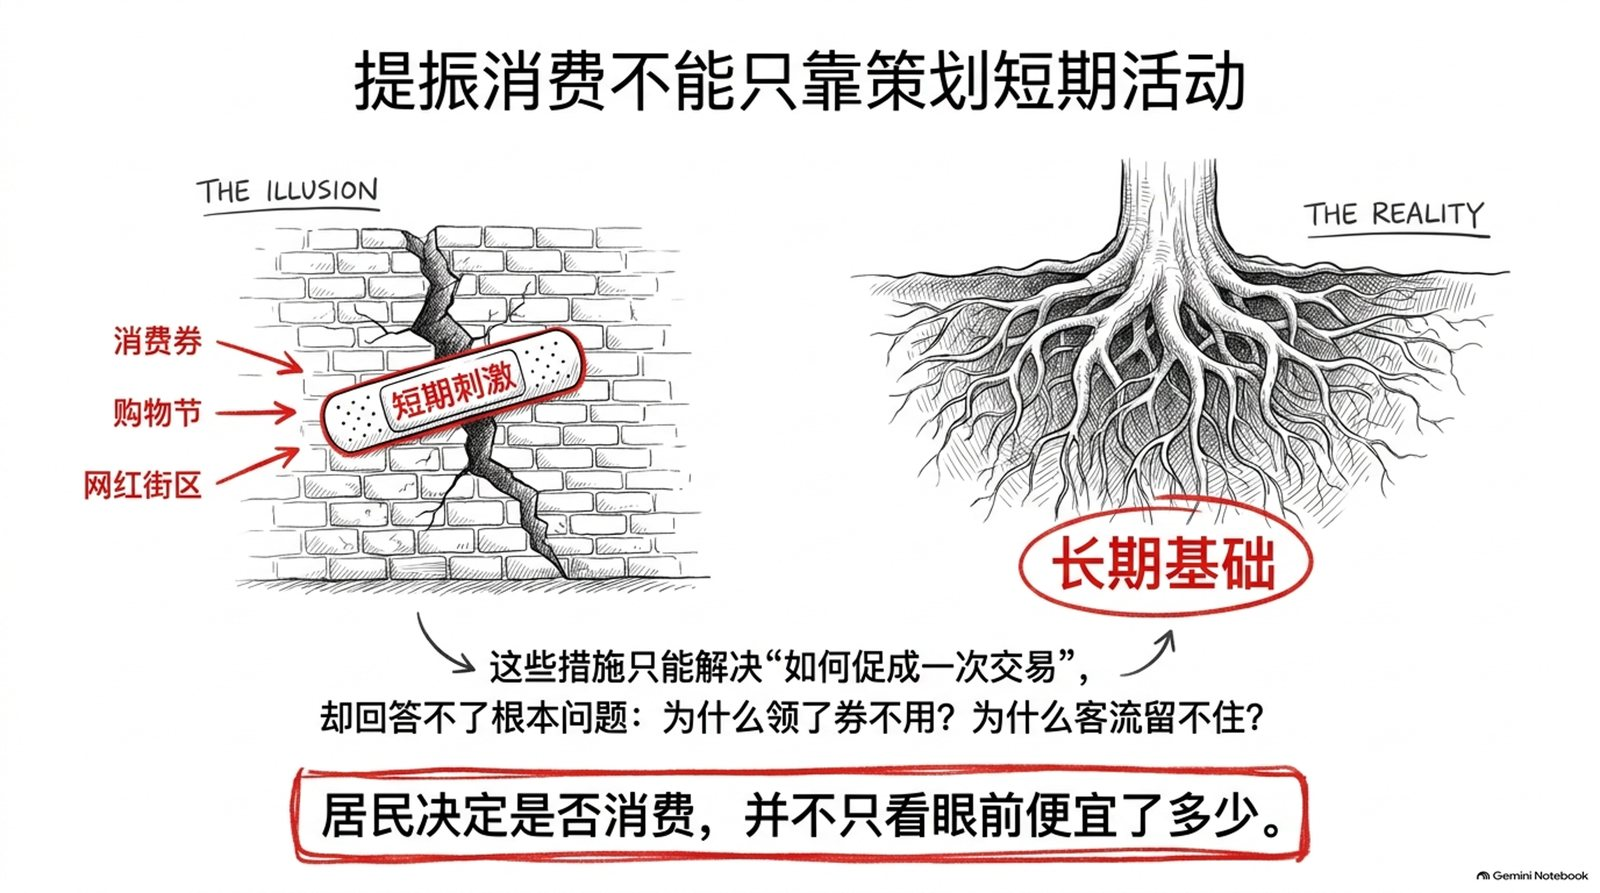 提振消费不能只靠策划短期活动
THE ILLUSION
THE REALITY
消费券
购物节
网红街区
短期刺激
长期基础
这些措施只能解决“如何促成一次交易”，
却回答不了根本问题：为什么领了券不用？为什么客流留不住？
居民决定是否消费，并不只看眼前便宜了多少。
Gemini Notebook